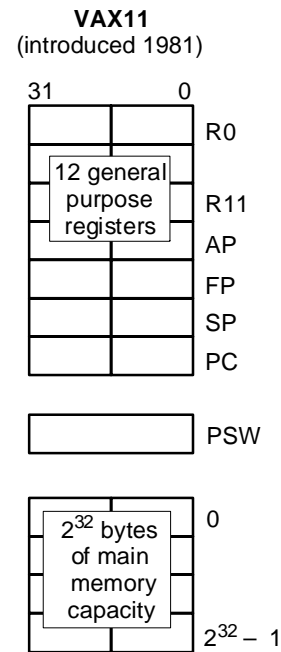 VAX11
(introduced 1981)
31 0
R0
12 general
purpose
registers
R11
AP
FP
SP
PC
PSW
0
2³² bytes
of main
memory
capacity
2³² – 1